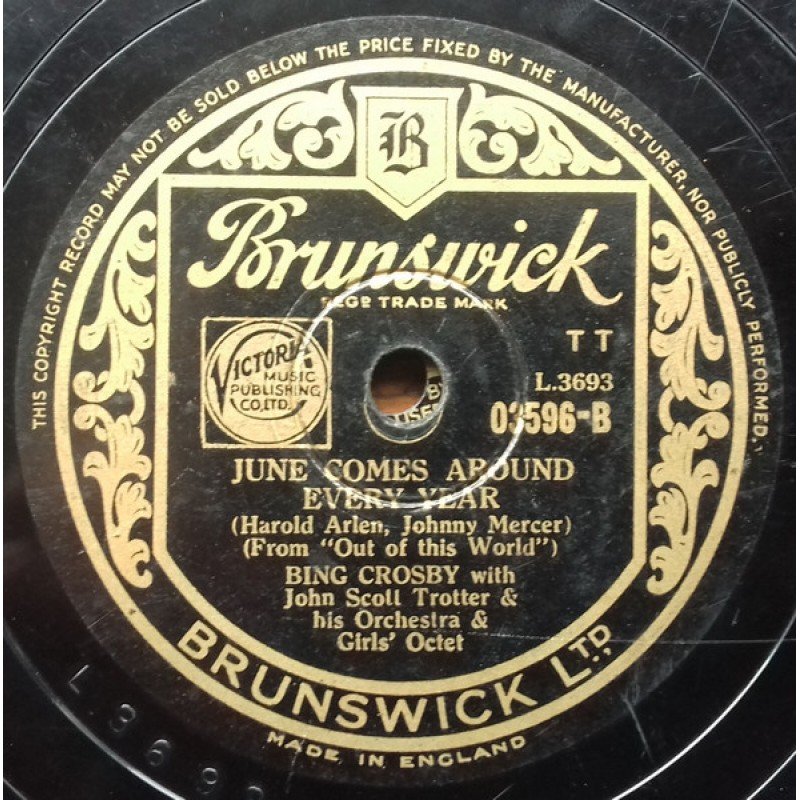 THIS COPYRIGHT RECORD MAY NOT BE SOLD BELOW THE PRICE FIXED BY THE MANUFACTURER, NOR PUBLICLY PERFORMED.
B
Brunswick
REGD TRADE MARK
VICTORIA
MUSIC
PUBLISHING
CO., LTD.
TT
L.3693
03596-B
JUNE COMES AROUND
EVERY YEAR
(Harold Arlen, Johnny Mercer)
(From "Out of this World")
BING CROSBY with
John Scott Trotter &
his Orchestra &
Girls' Octet
BRUNSWICK LTD.,
MADE IN ENGLAND